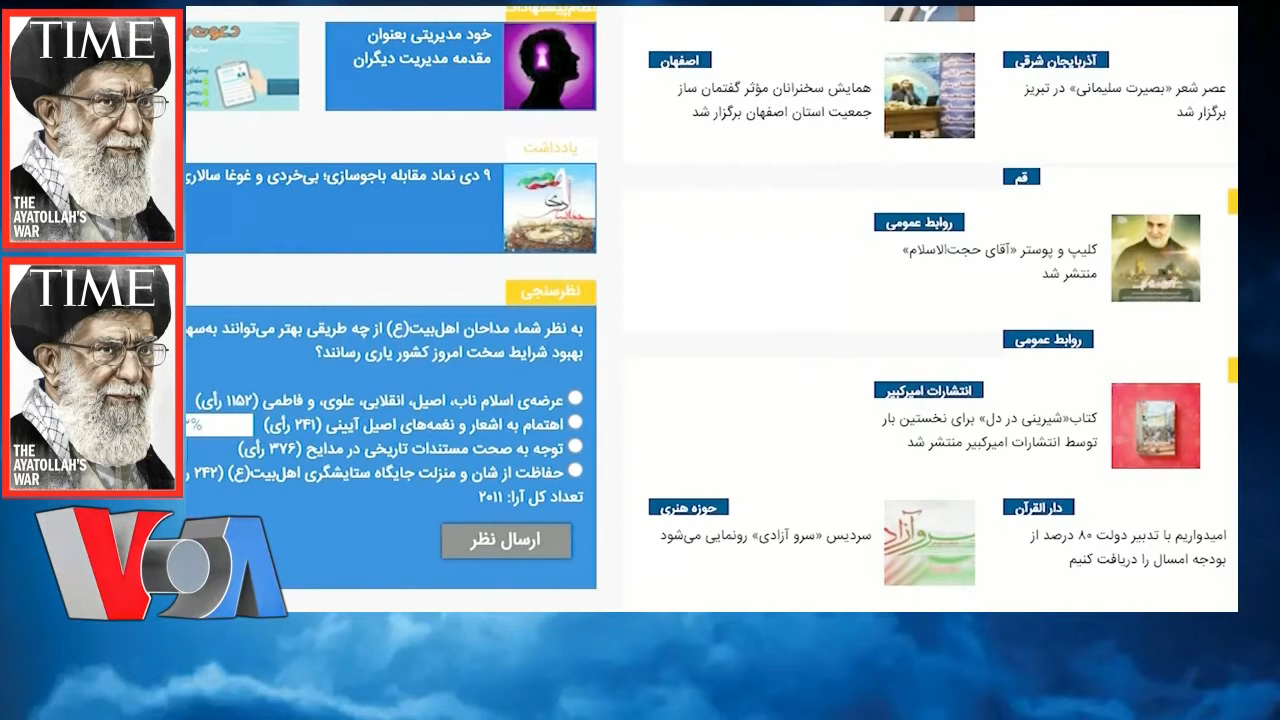 TIME
THE
AYATOLLAH'S
WAR
TIME
THE
AYATOLLAH'S
WAR
VOA
آذربایجان شرقی
عصر شعر «بصیرت سلیمانی» در تبریز
برگزار شد
اصفهان
همایش سخنرانان مؤثر گفتمان ساز
جمعیت استان اصفهان برگزار شد
قم
روابط عمومی
کلیپ و پوستر «آقای حجت‌الاسلام»
منتشر شد
روابط عمومی
انتشارات امیرکبیر
کتاب«شیرینی در دل» برای نخستین بار
توسط انتشارات امیرکبیر منتشر شد
دار القرآن
امیدواریم با تدبیر دولت ۸۰ درصد از
بودجه امسال را دریافت کنیم
حوزه هنری
سردیس «سرو آزادی» رونمایی می‌شود
سرو آزاد
خود مدیریتی بعنوان
مقدمه مدیریت دیگران
یادداشت
۹ دی نماد مقابله باجوسازی؛ بی‌خردی و غوغا سالاری
نظرسنجی
به نظر شما، مداحان اهل‌بیت(ع) از چه طریقی بهتر می‌توانند
بهبود شرایط سخت امروز کشور یاری رسانند؟
عرضه‌ی اسلام ناب، اصیل، انقلابی، علوی، و فاطمی (۱۱۵۲ رأی)
اهتمام به اشعار و نغمه‌های اصیل آیینی (۲۴۱ رأی)
توجه به صحت مستندات تاریخی در مدایح (۳۷۶ رأی)
حفاظت از شان و منزلت جایگاه ستایشگری اهل‌بیت(ع) (۲۴۲ ر
تعداد کل آرا: ۲۰۱۱
ارسال نظر